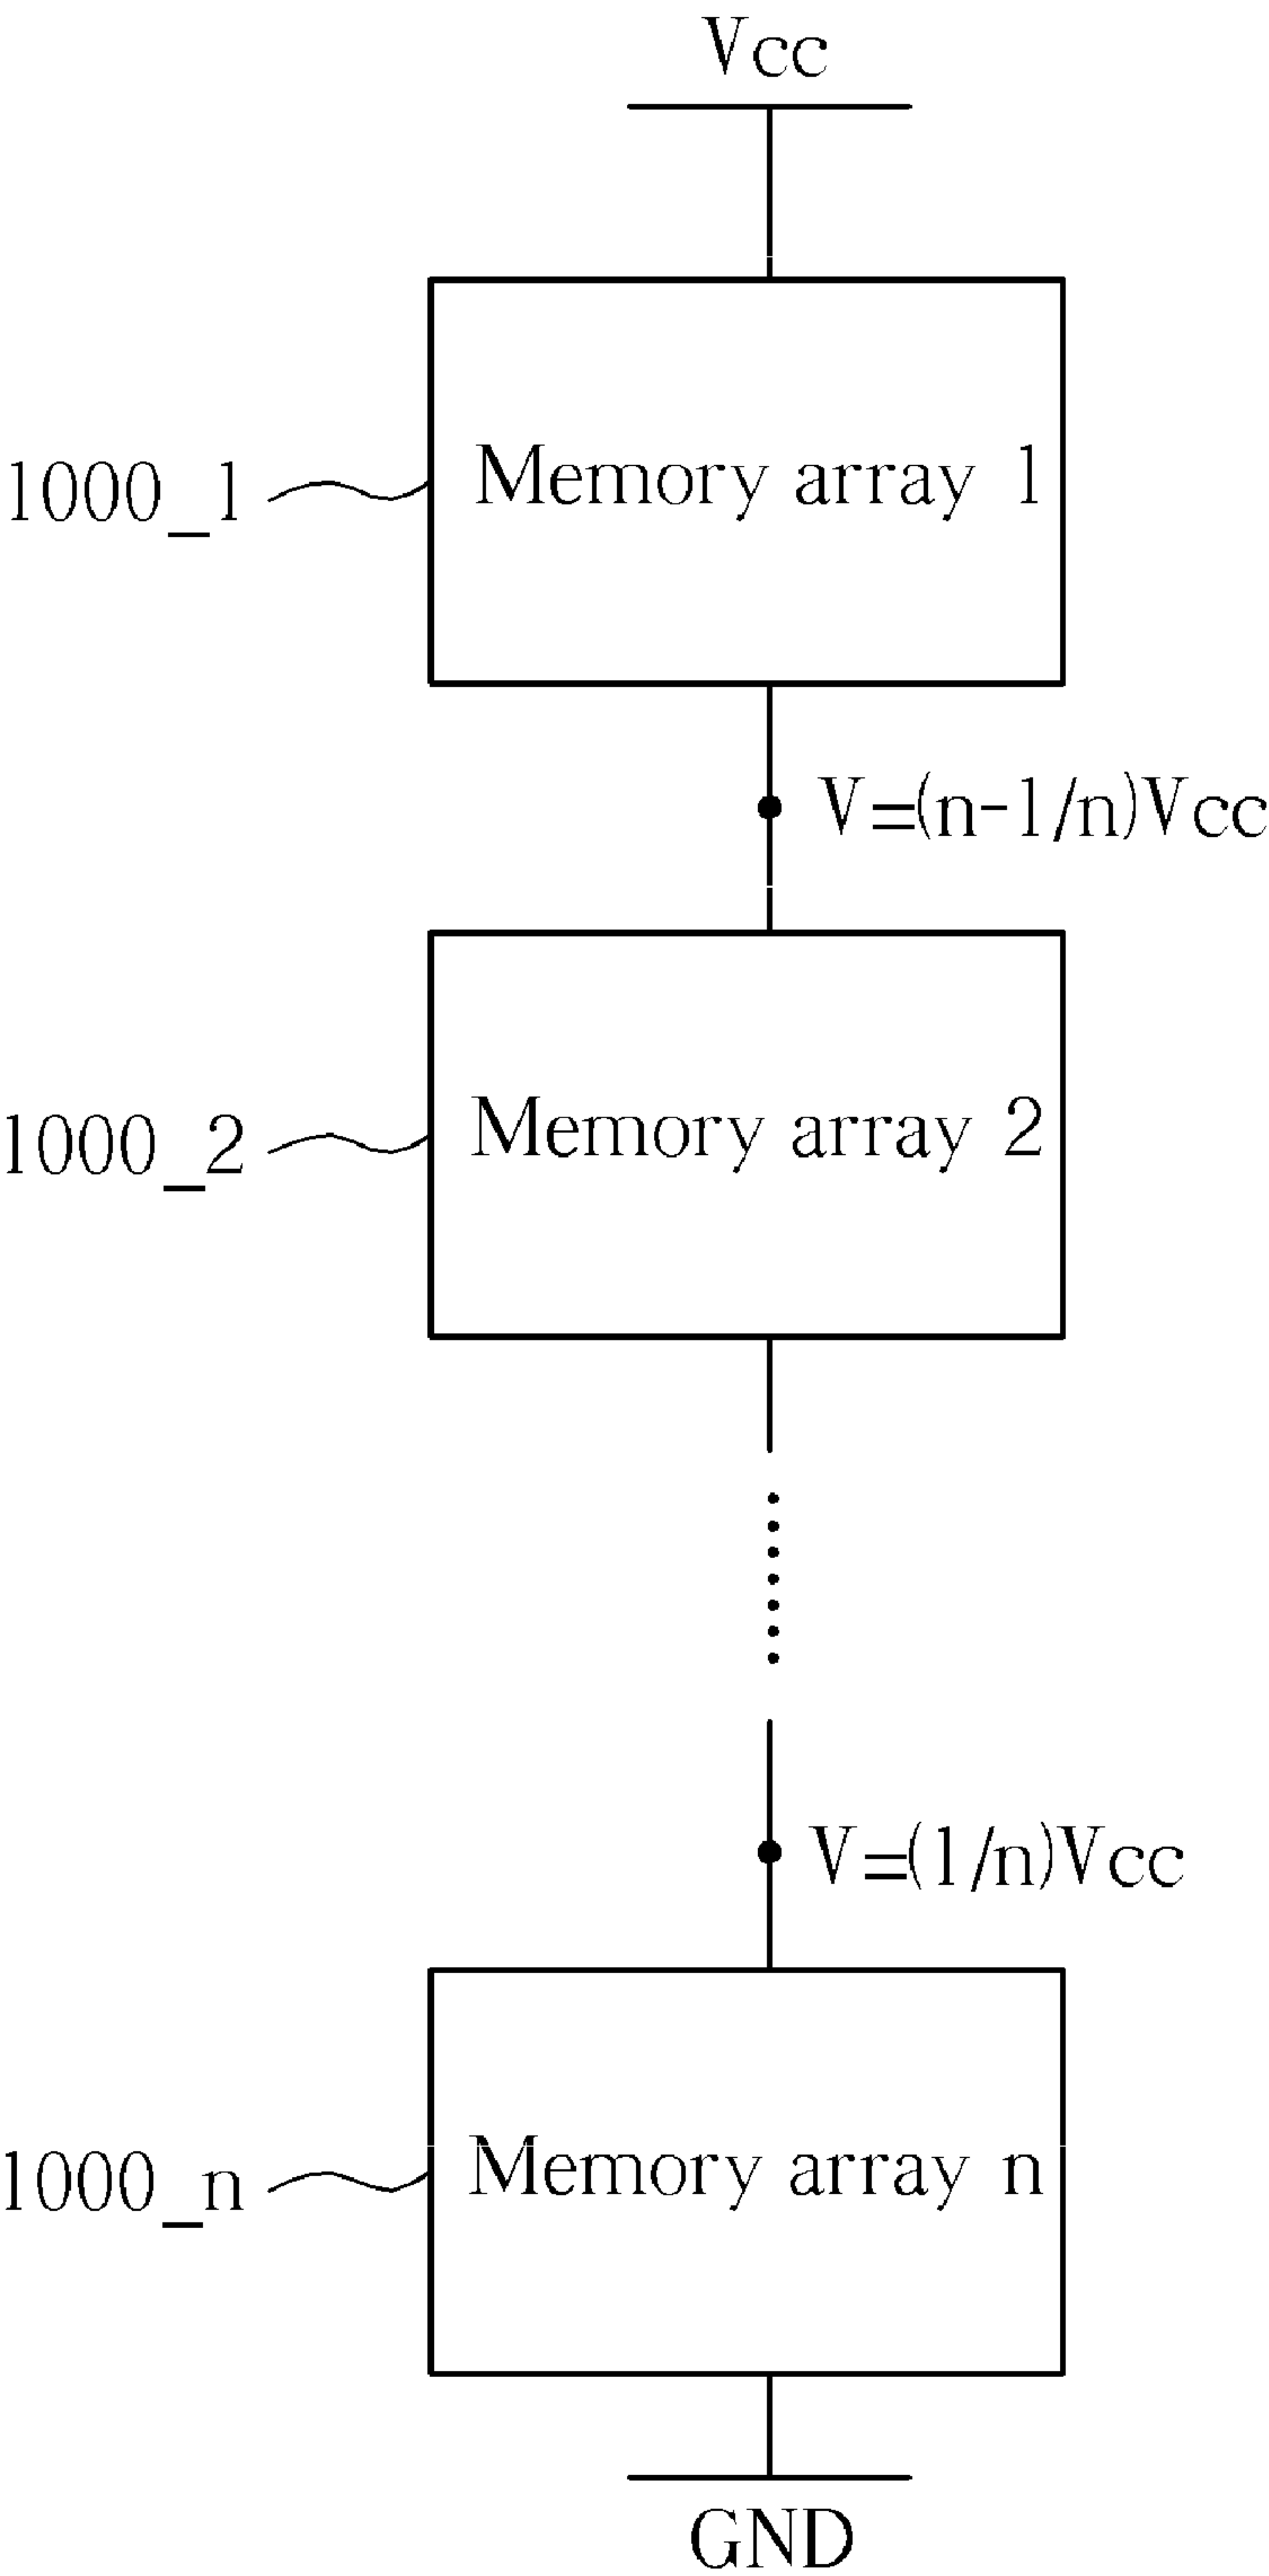 Vcc
Memory array 1
1000_1
V=(n-1/n)Vcc
Memory array 2
1000_2
V=(1/n)Vcc
Memory array n
1000_n
GND